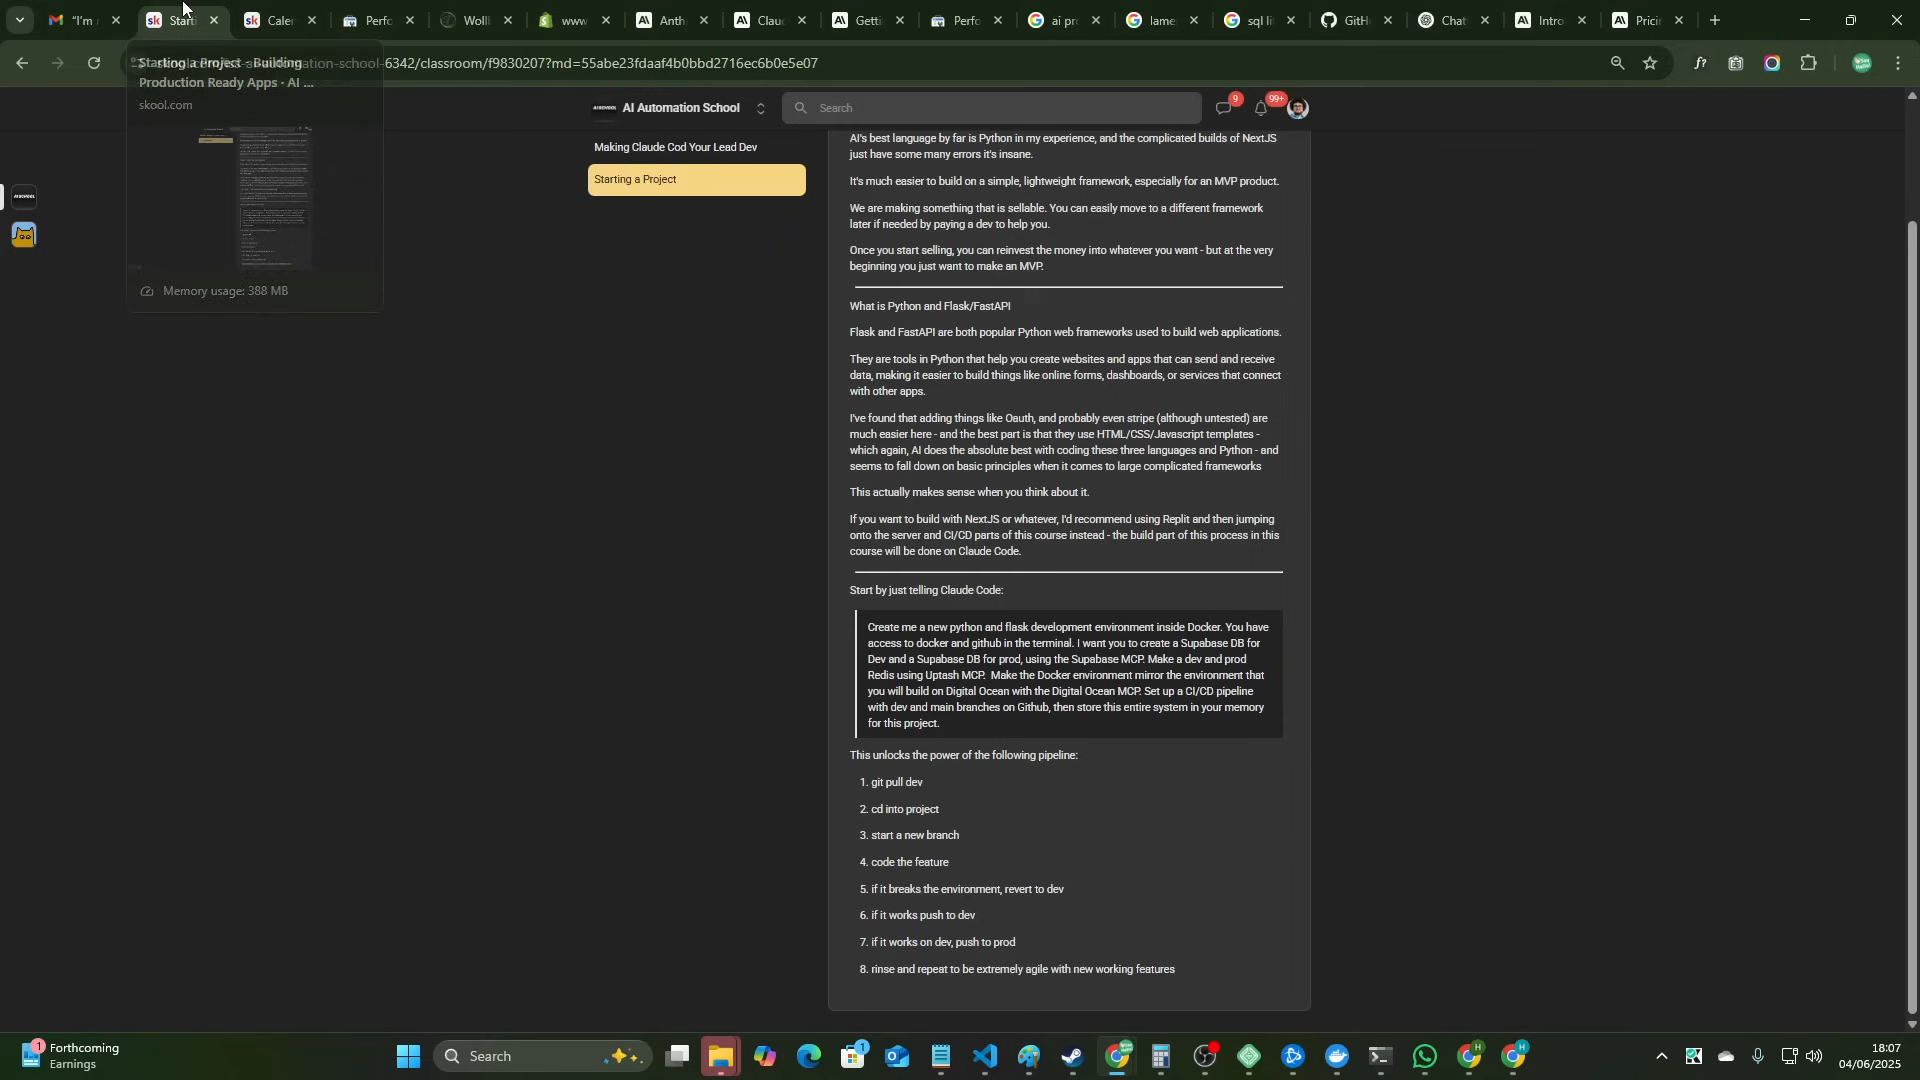 "I'm
Starti
Caler
Perfo
Woll
www
Anth
Claud
Getti
Perfo
ai pro
lame
sql li
GitH
Chat
Intro
Pricin
-6342/classroom/f9830207?md=55abe23fdaaf4b0bbd2716ec6b0e5e07
Starting a Project - Building
Production Ready Apps - AI ...
skool.com
Memory usage: 388 MB
AI Automation School
Search
9
99+
Making Claude Cod Your Lead Dev
Starting a Project
AI's best language by far is Python in my experience, and the complicated builds of NextJS
just have some many errors it's insane.
It's much easier to build on a simple, lightweight framework, especially for an MVP product.
We are making something that is sellable. You can easily move to a different framework
later if needed by paying a dev to help you.
Once you start selling, you can reinvest the money into whatever you want - but at the very
beginning you just want to make an MVP.
What is Python and Flask/FastAPI
Flask and FastAPI are both popular Python web frameworks used to build web applications.
They are tools in Python that help you create websites and apps that can send and receive
data, making it easier to build things like online forms, dashboards, or services that connect
with other apps.
I've found that adding things like Oauth, and probably even stripe (although untested) are
much easier here - and the best part is that they use HTML/CSS/Javascript templates -
which again, AI does the absolute best with coding these three languages and Python - and
seems to fall down on basic principles when it comes to large complicated frameworks
This actually makes sense when you think about it.
If you want to build with NextJS or whatever, I'd recommend using Replit and then jumping
onto the server and CI/CD parts of this course instead - the build part of this process in this
course will be done on Claude Code.
Start by just telling Claude Code:
Create me a new python and flask development environment inside Docker. You have
access to docker and github in the terminal. I want you to create a Supabase DB for
Dev and a Supabase DB for prod, using the Supabase MCP. Make a dev and prod
Redis using Uptash MCP. Make the Docker environment mirror the environment that
you will build on Digital Ocean with the Digital Ocean MCP. Set up a CI/CD pipeline
with dev and main branches on Github, then store this entire system in your memory
for this project.
This unlocks the power of the following pipeline:
1. git pull dev
2. cd into project
3. start a new branch
4. code the feature
5. if it breaks the environment, revert to dev
6. if it works push to dev
7. if it works on dev, push to prod
8. rinse and repeat to be extremely agile with new working features
1
Forthcoming
Earnings
Search
1
18:07
04/06/2025